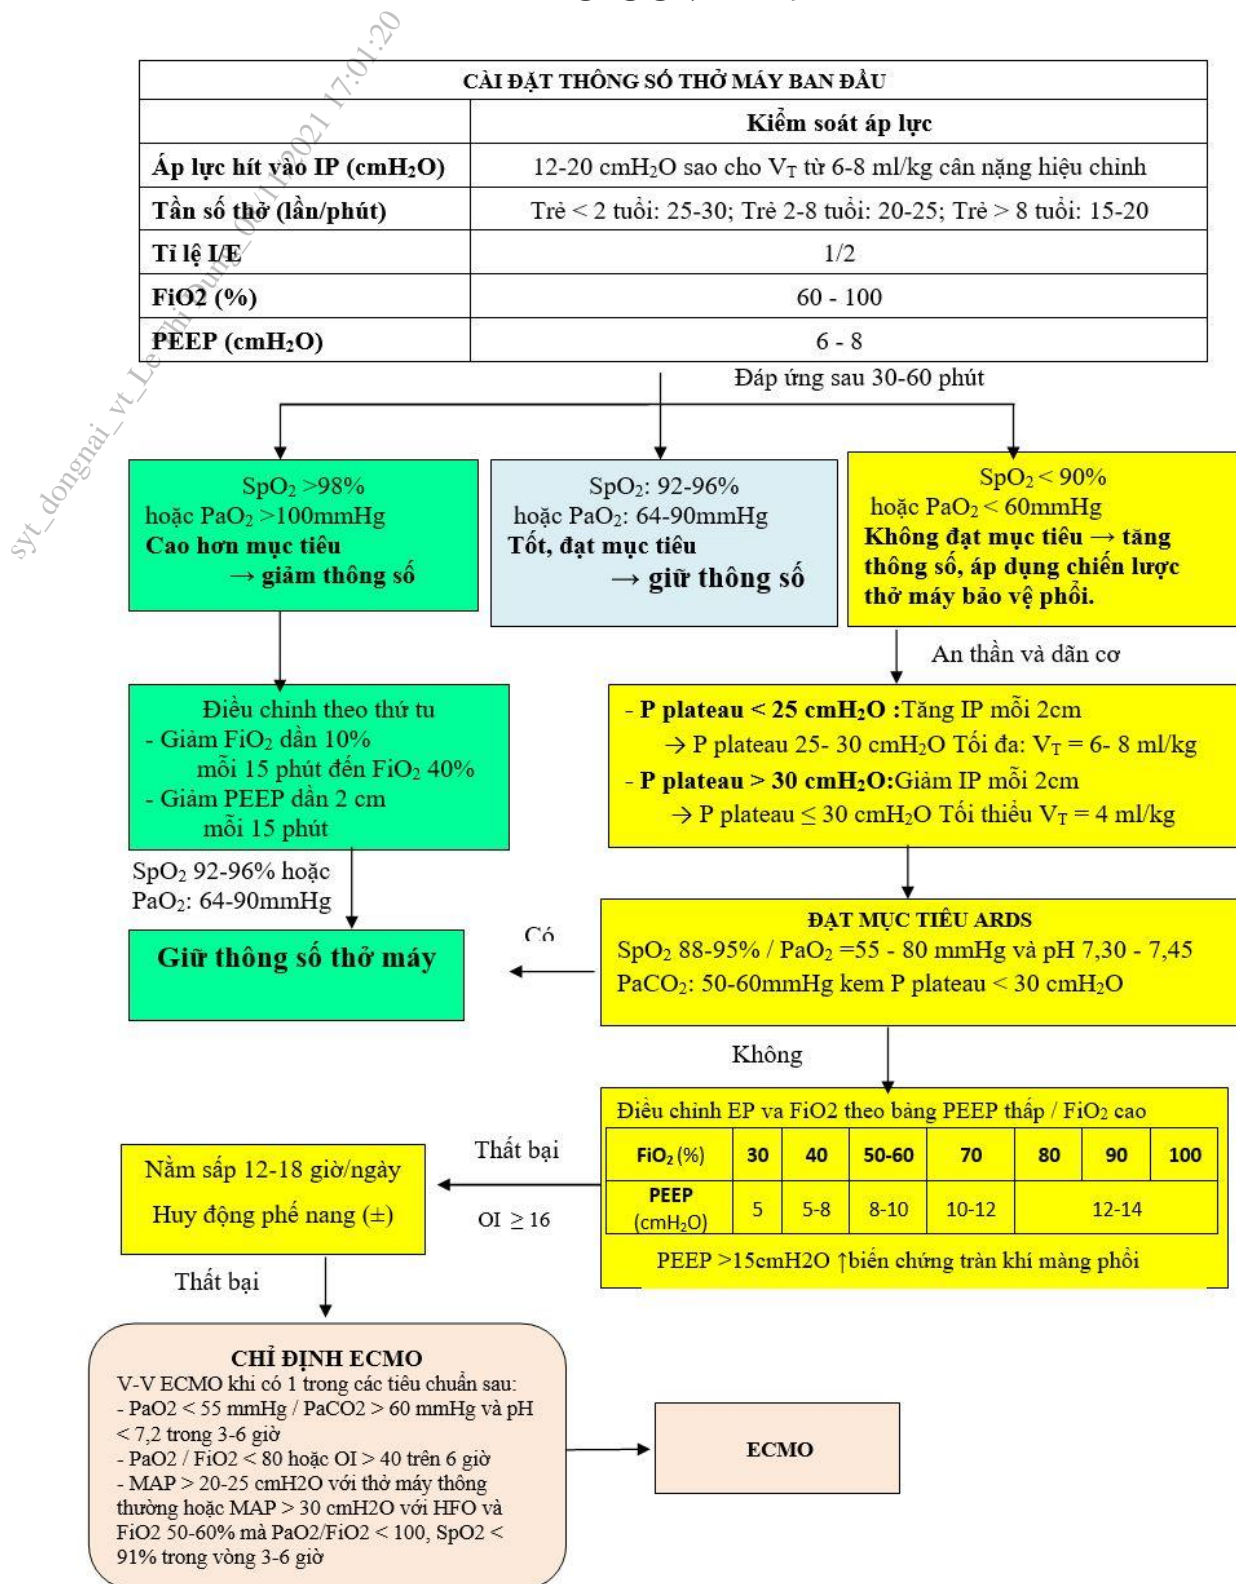 CÀI ĐẶT THÔNG SỐ THỞ MÁY BAN ĐẦU
Kiểm soát áp lực
Áp lực hít vào IP (cmH₂O) 12-20 cmH₂O sao cho V_T từ 6-8 ml/kg cân nặng hiệu chỉnh
Tần số thở (lần/phút) Trẻ < 2 tuổi: 25-30; Trẻ 2-8 tuổi: 20-25; Trẻ > 8 tuổi: 15-20
Tỉ lệ I/E 1/2
FiO2 (%) 60 - 100
PEEP (cmH₂O) 6 - 8
Đáp ứng sau 30-60 phút
SpO₂ >98%
hoặc PaO₂ >100mmHg
Cao hơn mục tiêu
→ giảm thông số
SpO₂: 92-96%
hoặc PaO₂: 64-90mmHg
Tốt, đạt mục tiêu
→ giữ thông số
SpO₂ < 90%
hoặc PaO₂ < 60mmHg
Không đạt mục tiêu → tăng
thông số, áp dụng chiến lược
thở máy bảo vệ phổi.
An thần và dãn cơ
Điều chỉnh theo thứ tu
- Giảm FiO₂ dần 10%
mỗi 15 phút đến FiO₂ 40%
- Giảm PEEP dần 2 cm
mỗi 15 phút
- P plateau < 25 cmH₂O :Tăng IP mỗi 2cm
→ P plateau 25- 30 cmH₂O Tối đa: V_T = 6- 8 ml/kg
- P plateau > 30 cmH₂O:Giảm IP mỗi 2cm
→ P plateau ≤ 30 cmH₂O Tối thiểu V_T = 4 ml/kg
SpO₂ 92-96% hoặc
PaO₂: 64-90mmHg
Giữ thông số thở máy
Có
ĐẠT MỤC TIÊU ARDS
SpO₂ 88-95% / PaO₂ =55 - 80 mmHg và pH 7,30 - 7,45
PaCO₂: 50-60mmHg kem P plateau < 30 cmH₂O
Không
Điều chỉnh EP va FiO2 theo bảng PEEP thấp / FiO₂ cao
FiO₂ (%) 30 40 50-60 70 80 90 100
PEEP
(cmH₂O) 5 5-8 8-10 10-12 12-14
PEEP >15cmH2O ↑biến chứng tràn khí màng phổi
Thất bại
OI ≥ 16
Nằm sấp 12-18 giờ/ngày
Huy động phế nang (±)
Thất bại
CHỈ ĐỊNH ECMO
V-V ECMO khi có 1 trong các tiêu chuẩn sau:
- PaO2 < 55 mmHg / PaCO2 > 60 mmHg và pH
< 7,2 trong 3-6 giờ
- PaO2 / FiO2 < 80 hoặc OI > 40 trên 6 giờ
- MAP > 20-25 cmH2O với thở máy thông
thường hoặc MAP > 30 cmH2O với HFO và
FiO2 50-60% mà PaO2/FiO2 < 100, SpO2 <
91% trong vòng 3-6 giờ
ECMO
syt_dongnai_vt_Le Thi Dung 2021 17:01:20